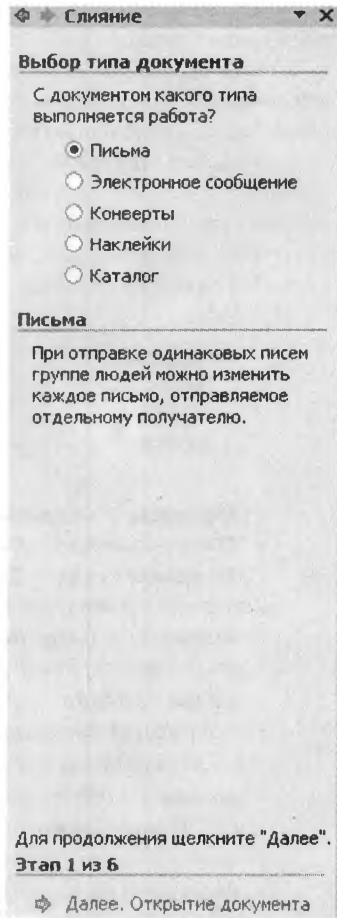 Слияние
Выбор типа документа
С документом какого типа
выполняется работа?
Письма
Электронное сообщение
Конверты
Наклейки
Каталог
Письма
При отправке одинаковых писем
группе людей можно изменить
каждое письмо, отправляемое
отдельному получателю.
Для продолжения щелкните "Далее".
Этап 1 из 6
Далее. Открытие документа